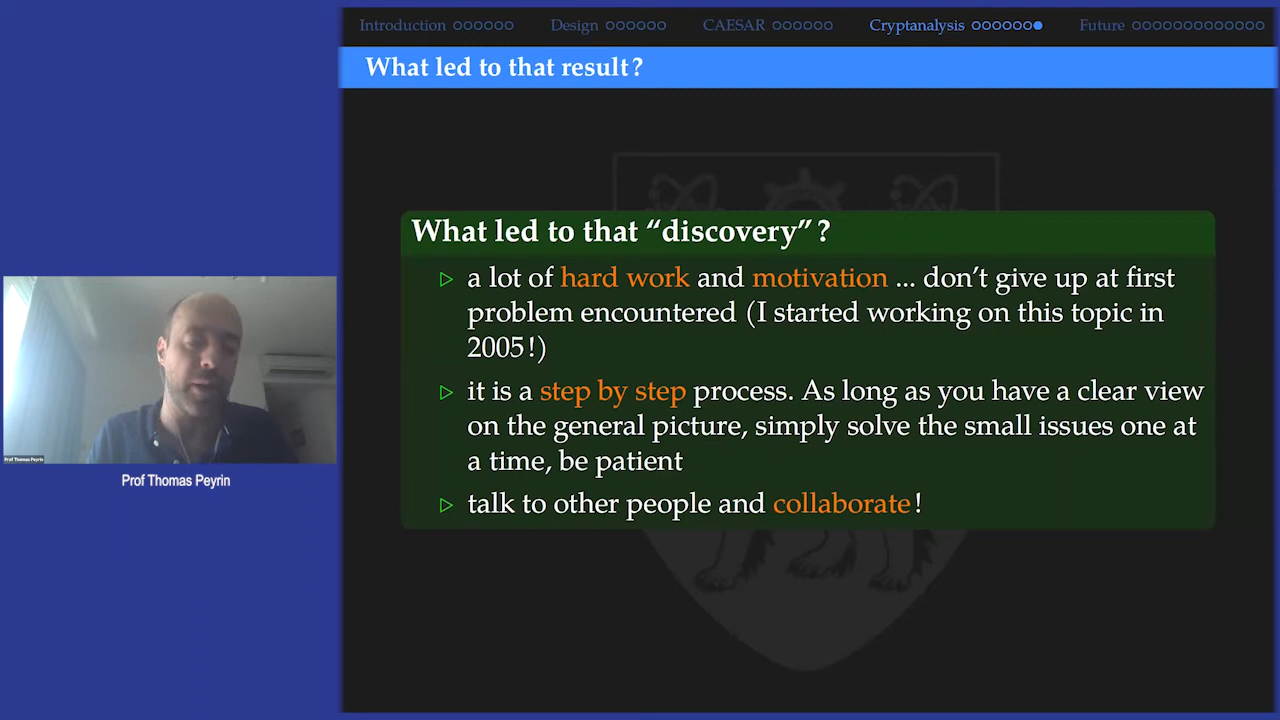 Introduction Design CAESAR Cryptanalysis Future
What led to that result?
What led to that “discovery”?
a lot of hard work and motivation ... don’t give up at first
problem encountered (I started working on this topic in
2005!)
it is a step by step process. As long as you have a clear view
on the general picture, simply solve the small issues one at
a time, be patient
talk to other people and collaborate!
Prof Thomas Peyrin
Prof Thomas Peyrin